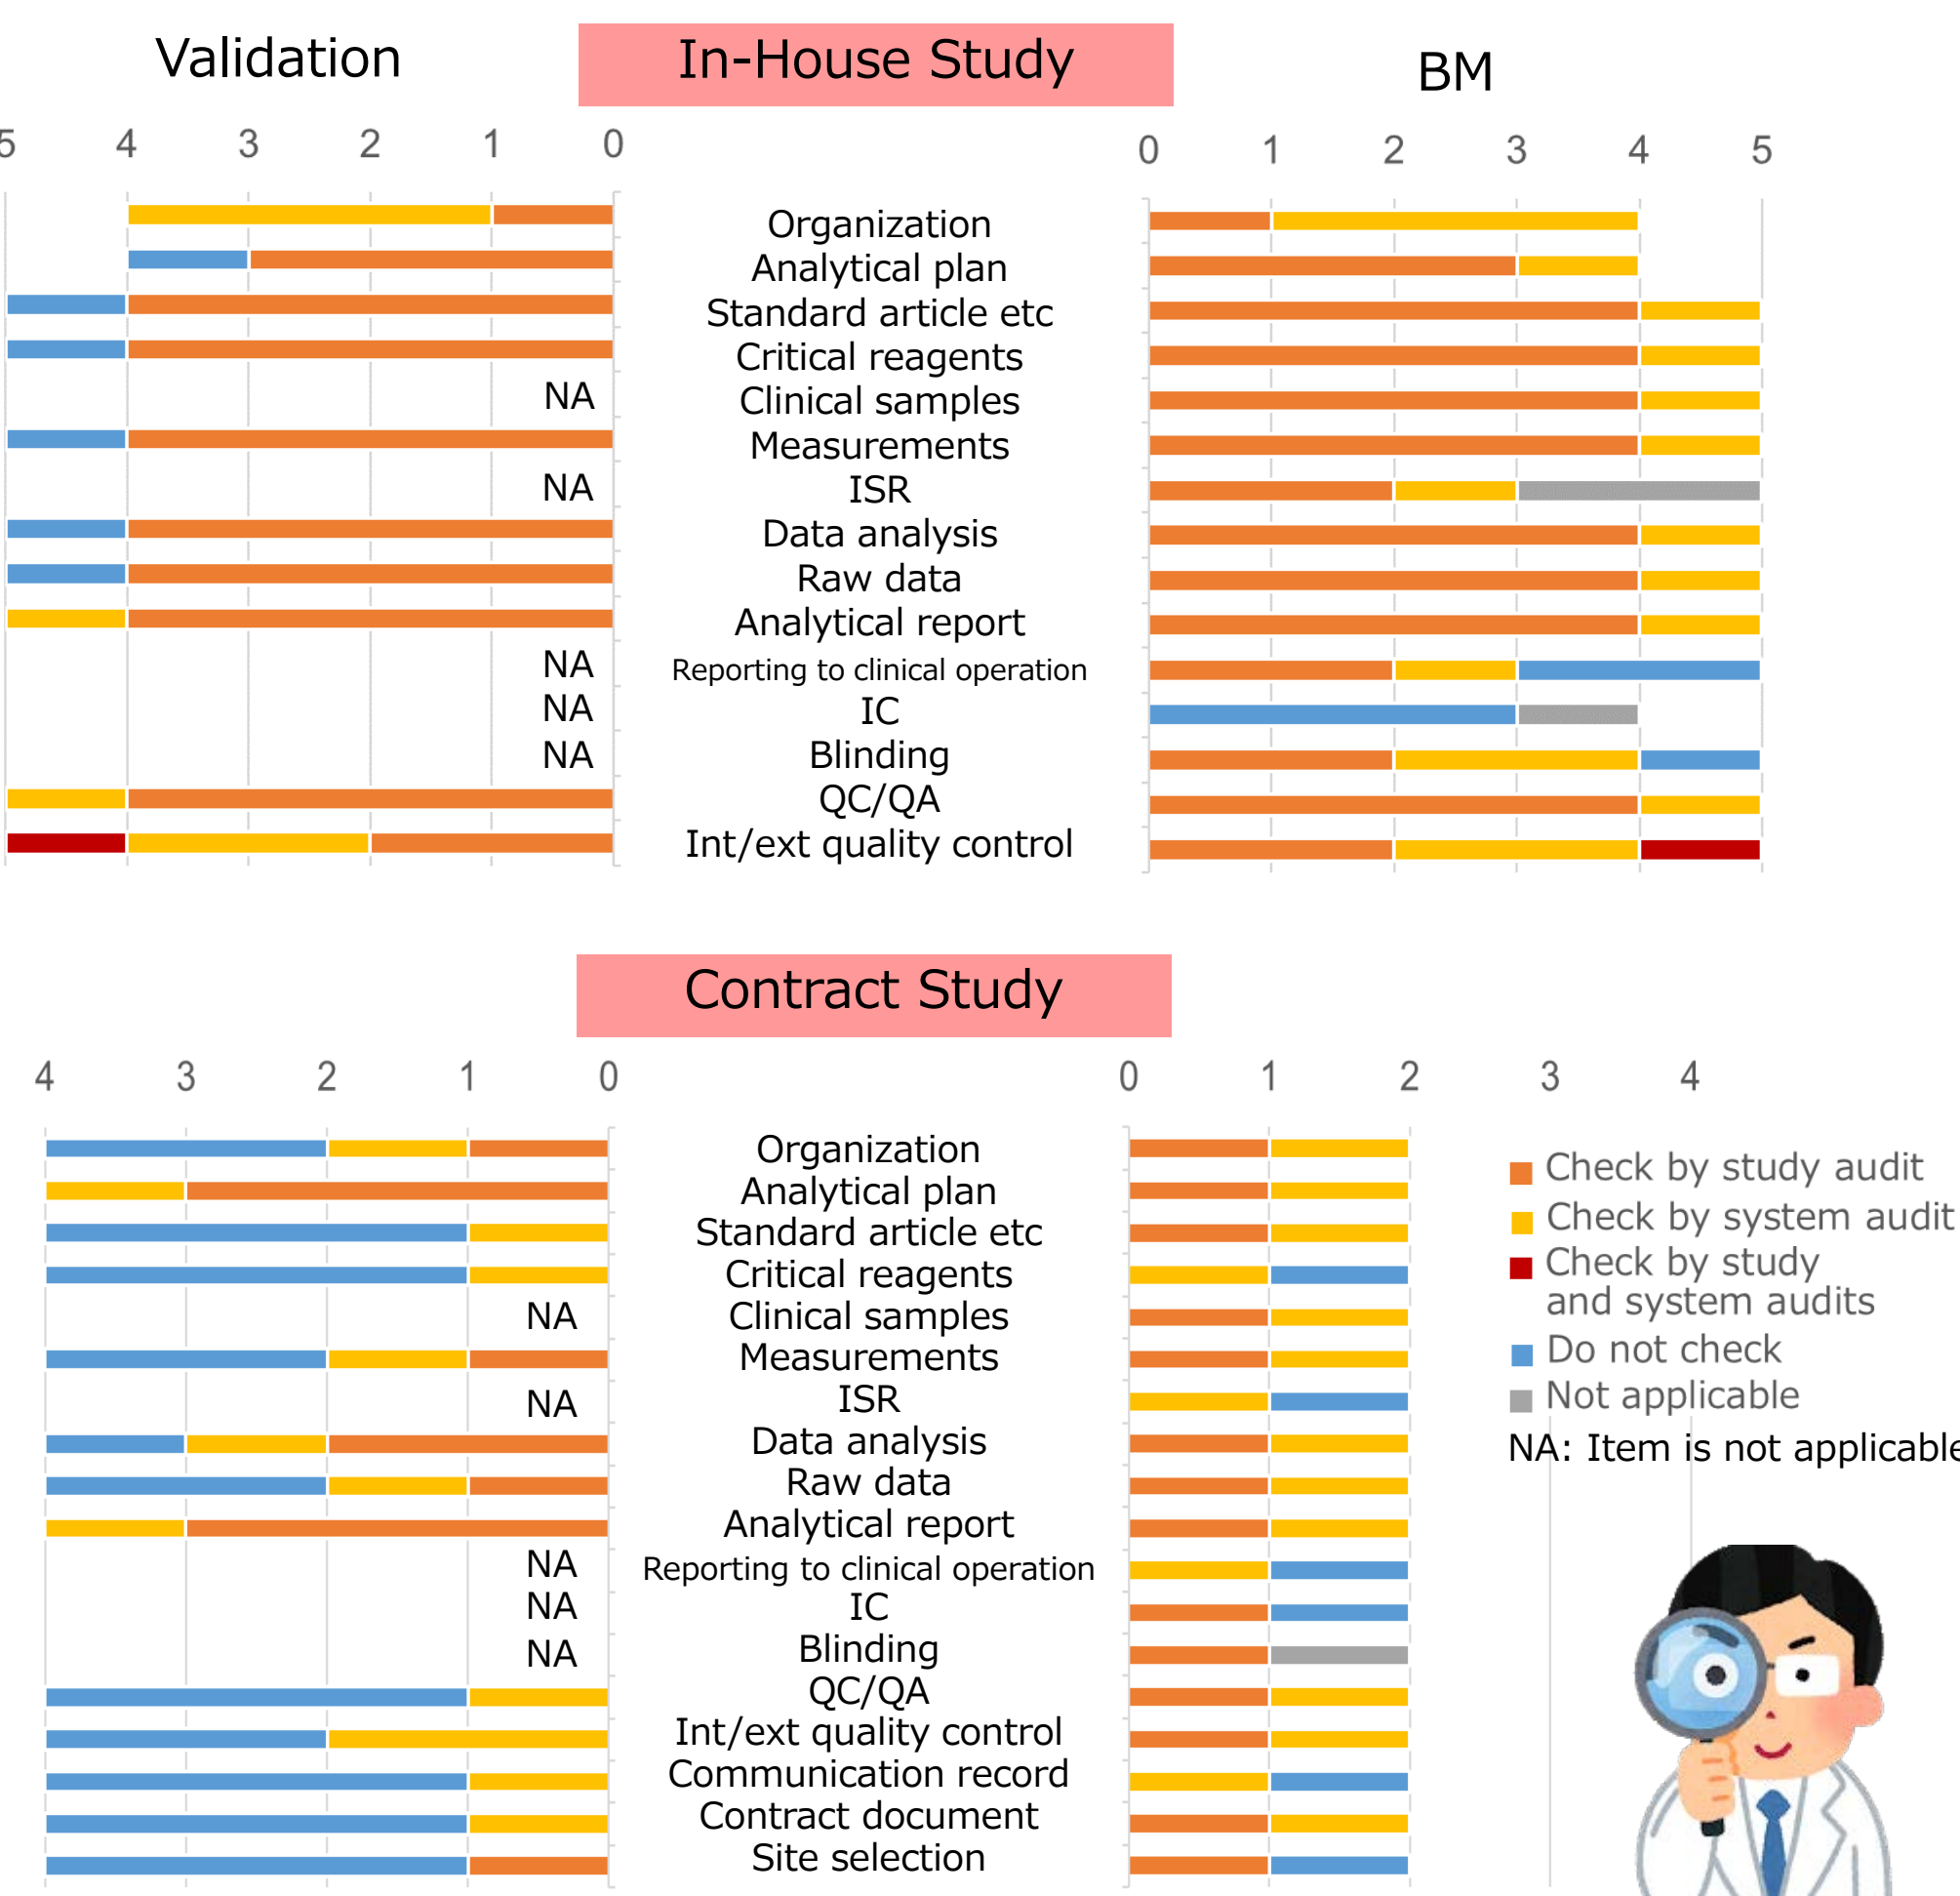 Validation
In-House Study
BM
5 4 3 2 1 0
0 1 2 3 4 5
Organization
Analytical plan
Standard article etc
Critical reagents
NA Clinical samples
Measurements
NA ISR
Data analysis
Raw data
Analytical report
NA Reporting to clinical operation
NA IC
NA Blinding
QC/QA
Int/ext quality control
Contract Study
4 3 2 1 0
0 1 2 3 4
Organization
Analytical plan
Standard article etc
Critical reagents
NA Clinical samples
Measurements
NA ISR
Data analysis
Raw data
Analytical report
NA Reporting to clinical operation
NA IC
NA Blinding
QC/QA
Int/ext quality control
Communication record
Contract document
Site selection
Check by study audit
Check by system audit
Check by study
and system audits
Do not check
Not applicable
NA: Item is not applicable